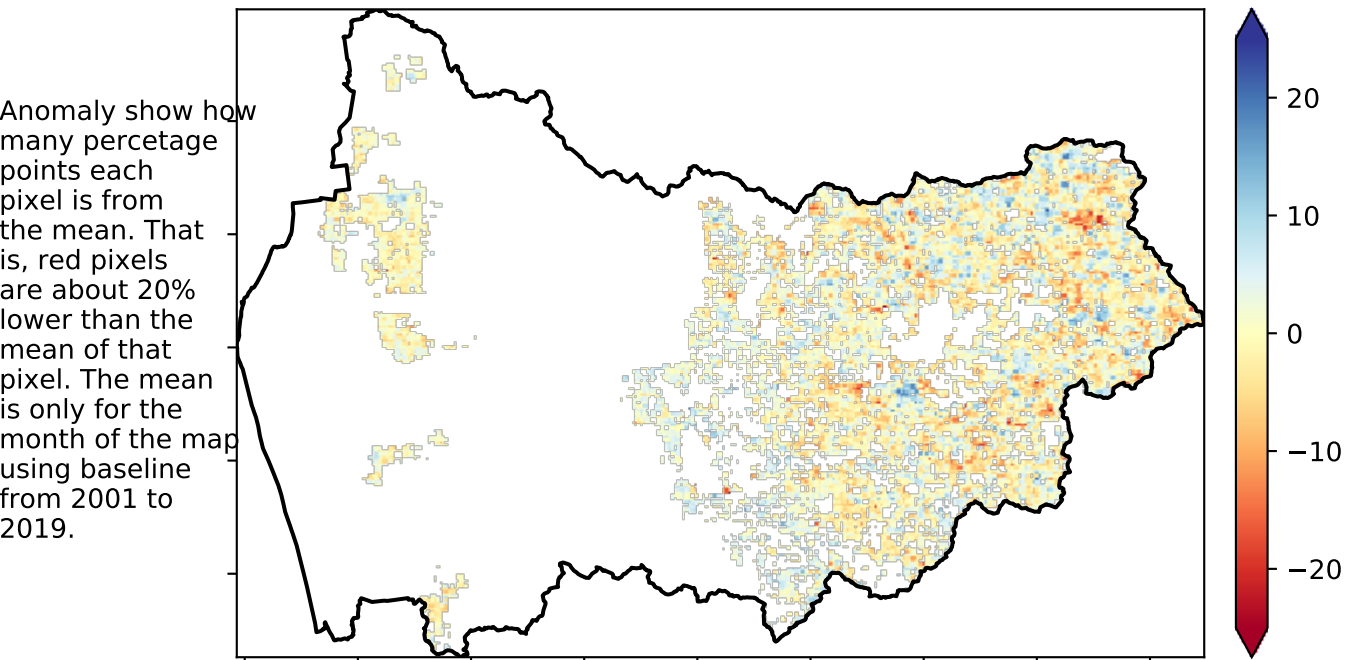 Anomaly show how
many percetage
points each
pixel is from
the mean. That
is, red pixels
are about 20%
lower than the
mean of that
pixel. The mean
is only for the
month of the map
using baseline
from 2001 to
2019.
20
10
0
−10
−20